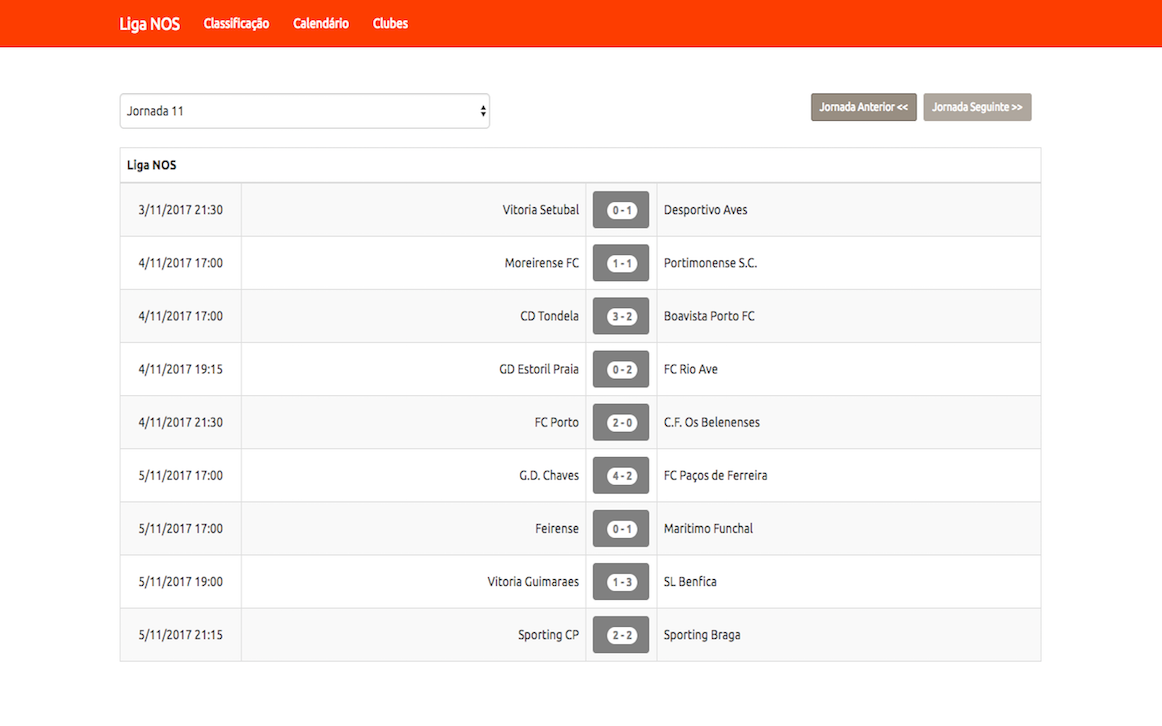 Liga NOS Classificação Calendário Clubes
Jornada 11 Jornada Anterior << Jornada Seguinte >>
Liga NOS
3/11/2017 21:30 Vitoria Setubal 0 - 1 Desportivo Aves
4/11/2017 17:00 Moreirense FC 1 - 1 Portimonense S.C.
4/11/2017 17:00 CD Tondela 3 - 2 Boavista Porto FC
4/11/2017 19:15 GD Estoril Praia 0 - 2 FC Rio Ave
4/11/2017 21:30 FC Porto 2 - 0 C.F. Os Belenenses
5/11/2017 17:00 G.D. Chaves 4 - 2 FC Paços de Ferreira
5/11/2017 17:00 Feirense 0 - 1 Maritimo Funchal
5/11/2017 19:00 Vitoria Guimaraes 1 - 3 SL Benfica
5/11/2017 21:15 Sporting CP 2 - 2 Sporting Braga